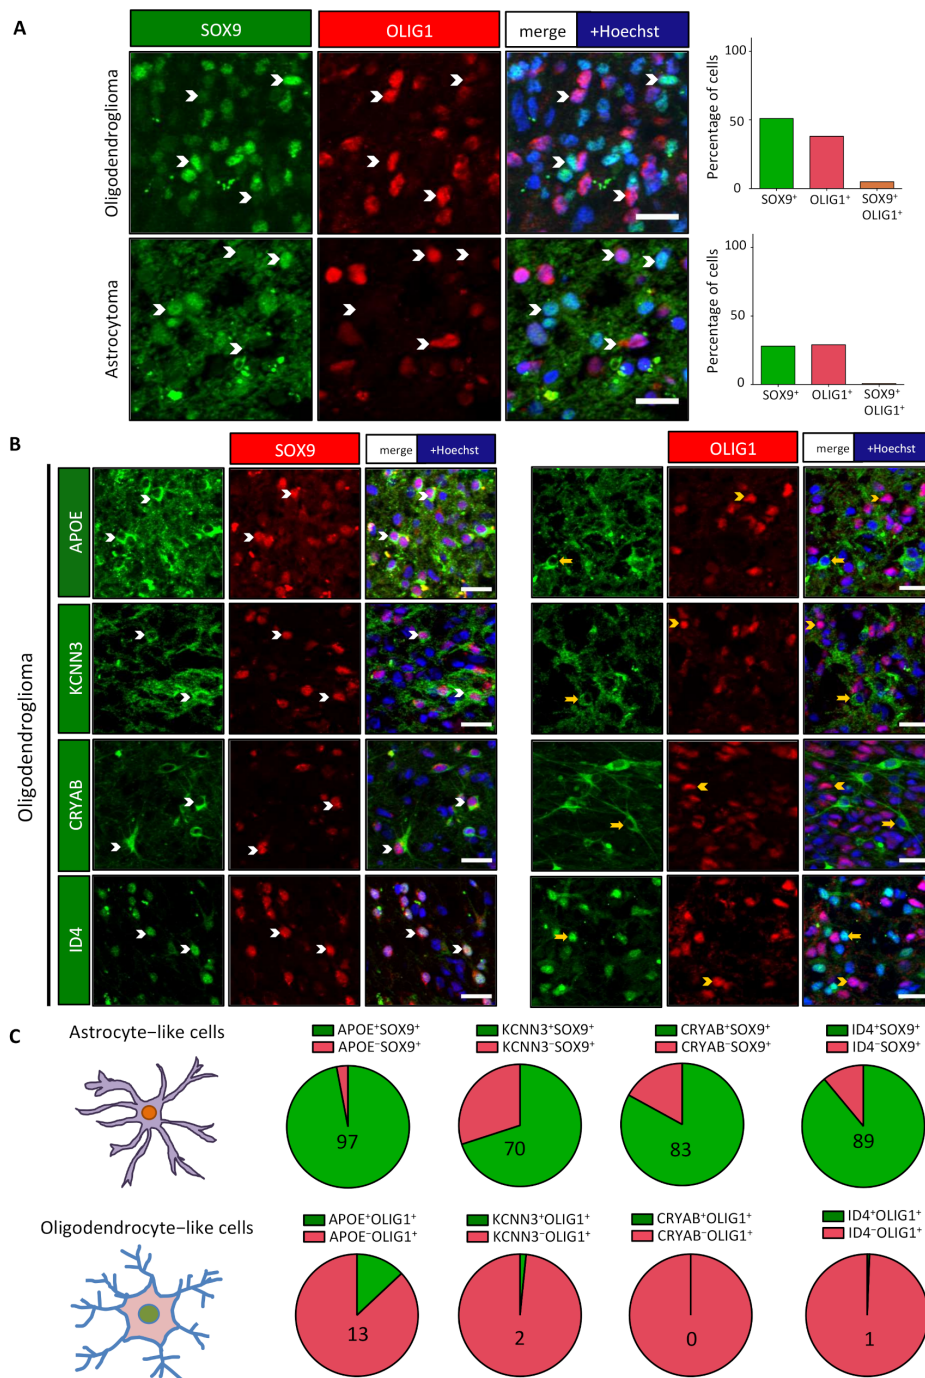 A
SOX9
OLIG1
merge
+Hoechst
Oligodendroglioma
Percentage of cells
100
50
0
SOX9⁺
OLIG1⁺
SOX9⁺
OLIG1⁺
Astrocytoma
Percentage of cells
100
50
0
SOX9⁺
OLIG1⁺
SOX9⁺
OLIG1⁺
B
SOX9
merge
+Hoechst
OLIG1
merge
+Hoechst
Oligodendroglioma
APOE
KCNN3
CRYAB
ID4
C
Astrocyte–like cells
APOE⁺SOX9⁺
APOE⁻SOX9⁺
97
KCNN3⁺SOX9⁺
KCNN3⁻SOX9⁺
70
CRYAB⁺SOX9⁺
CRYAB⁻SOX9⁺
83
ID4⁺SOX9⁺
ID4⁻SOX9⁺
89
Oligodendrocyte–like cells
APOE⁺OLIG1⁺
APOE⁻OLIG1⁺
13
KCNN3⁺OLIG1⁺
KCNN3⁻OLIG1⁺
2
CRYAB⁺OLIG1⁺
CRYAB⁻OLIG1⁺
0
ID4⁺OLIG1⁺
ID4⁻OLIG1⁺
1